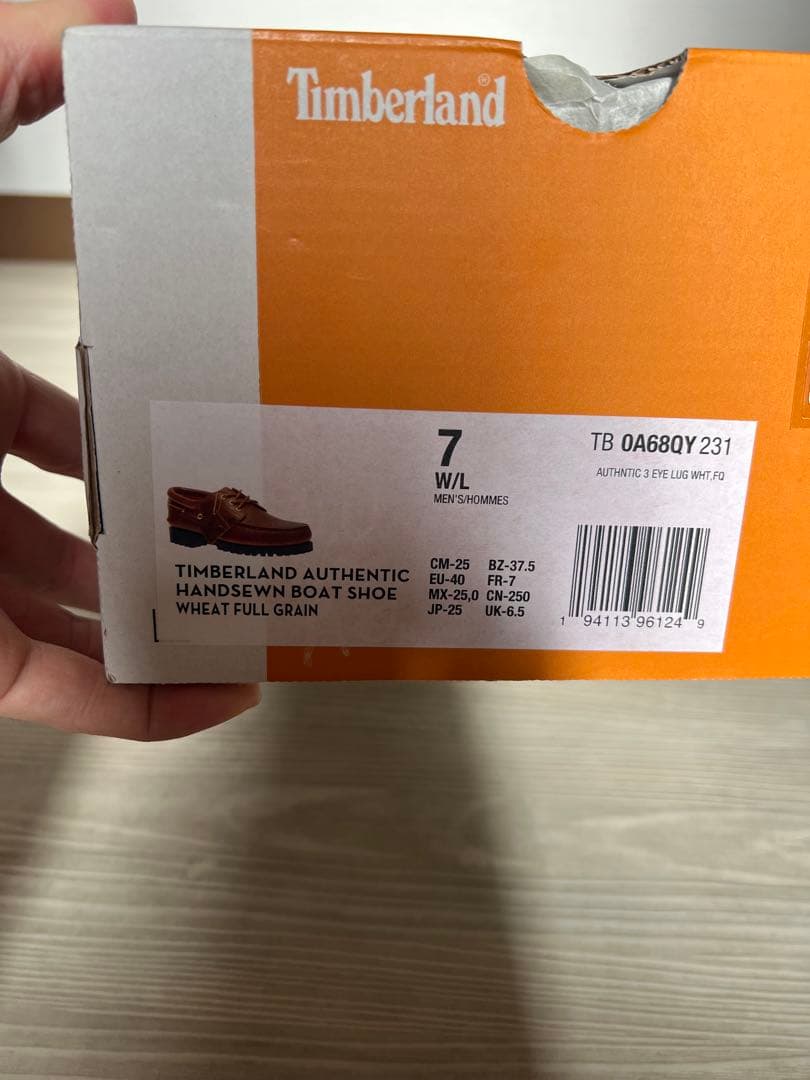 Timberland®
7
W/L
MEN'S/HOMMES
TB 0A68QY 231
AUTHNTIC 3 EYE LUG WHT,FQ
TIMBERLAND AUTHENTIC
HANDSEWN BOAT SHOE
WHEAT FULL GRAIN
CM-25 BZ-37.5
EU-40 FR-7
MX-25,0 CN-250
JP-25 UK-6.5
1 94113 96124 9